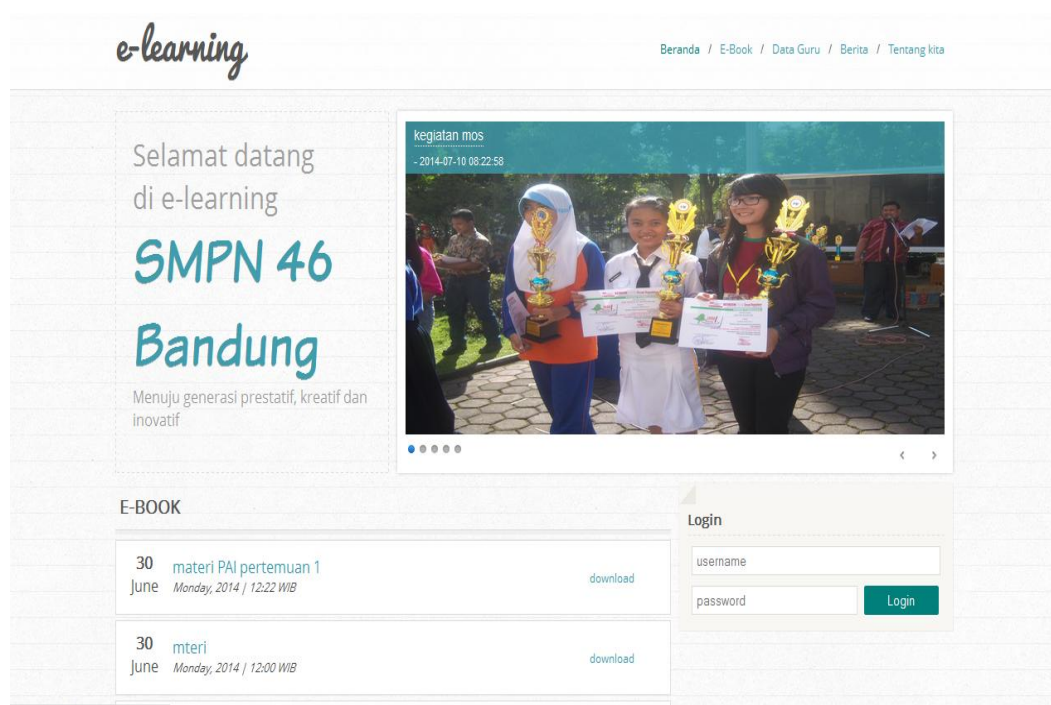 e-learning
Beranda / E-Book / Data Guru / Berita / Tentang kita
Selamat datang
di e-learning
SMPN 46
Bandung
Menuju generasi prestatif, kreatif dan
inovatif
kegiatan mos
- 2014-07-10 08:22:58
E-BOOK
30
June
materi PAI pertemuan 1
Monday, 2014 | 12:22 WIB
download
30
June
mteri
Monday, 2014 | 12:00 WIB
download
Login
username
password
Login